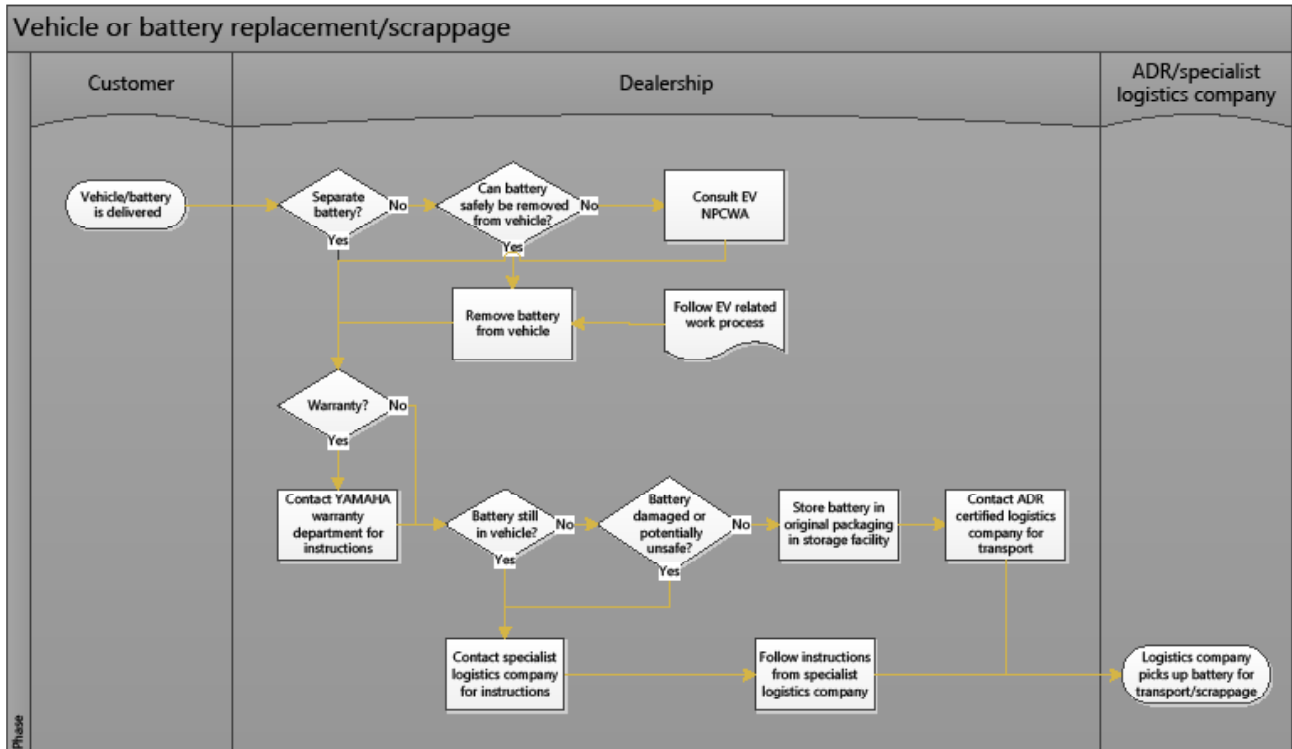 Vehicle or battery replacement/scrappage
Customer
Dealership
ADR/specialist
logistics company
Vehicle/battery
is delivered
Separate
battery?
No
Yes
Can battery
safely be removed
from vehicle?
No
Yes
Consult EV
NPCWA
Remove battery
from vehicle
Follow EV related
work process
Warranty?
No
Yes
Contact YAMAHA
warranty
department for
instructions
Battery still
in vehicle?
No
Yes
Battery
damaged or
potentially
unsafe?
No
Yes
Store battery in
original packaging
in storage facility
Contact ADR
certified logistics
company for
transport
Contact specialist
logistics company
for instructions
Follow instructions
from specialist
logistics company
Logistics company
picks up battery for
transport/scrappage
Phase